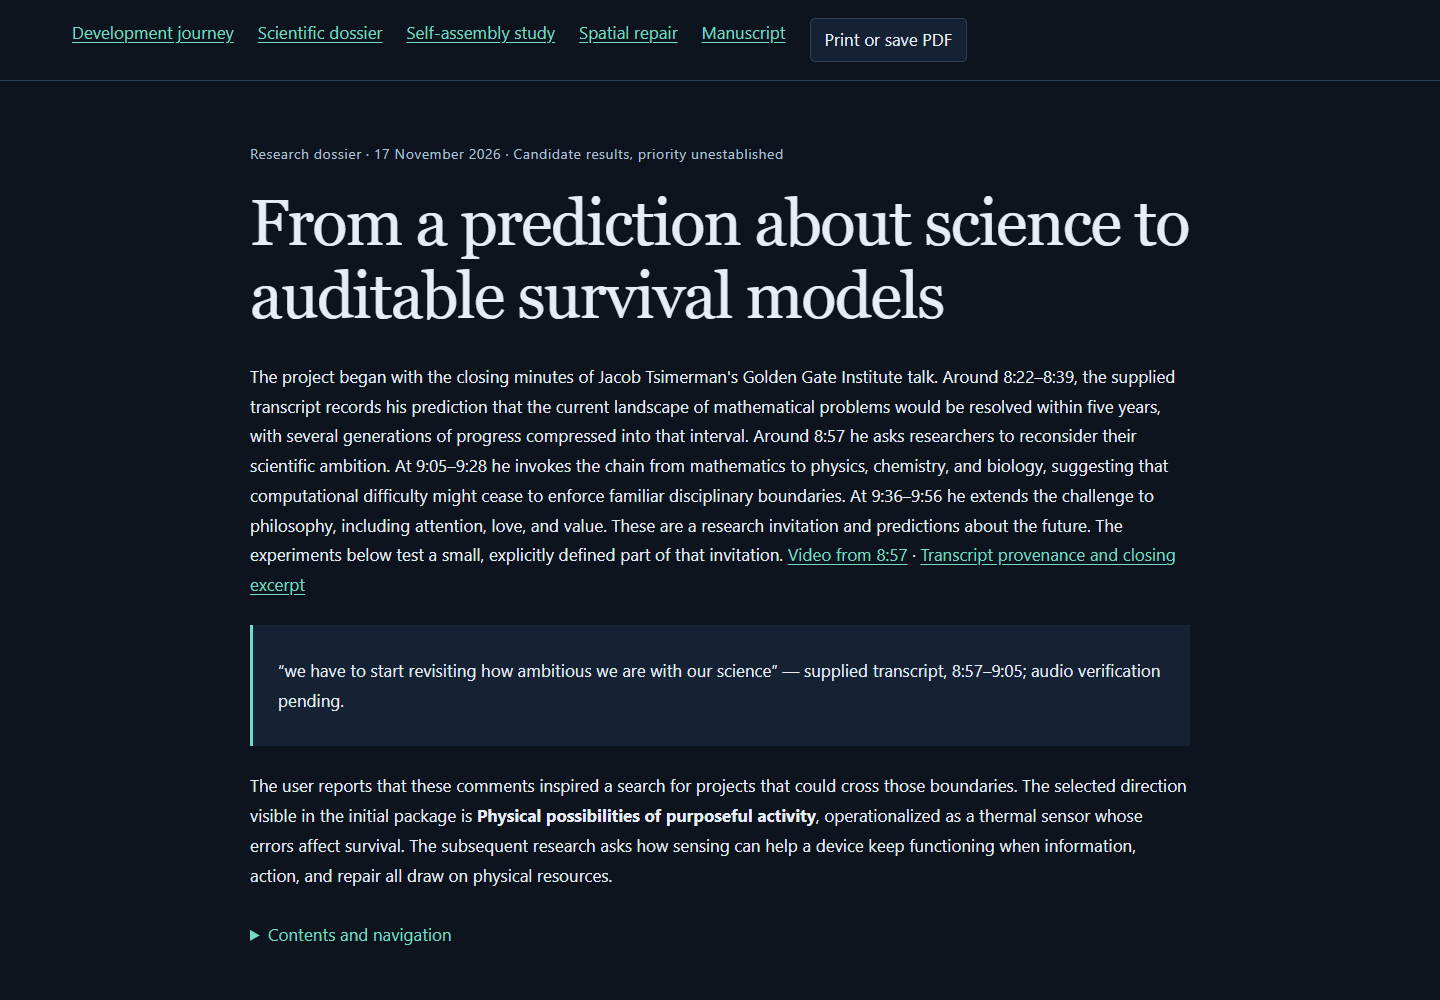 Development journey Scientific dossier Self-assembly study Spatial repair Manuscript Print or save PDF
Research dossier · 17 November 2026 · Candidate results, priority unestablished
From a prediction about science to
auditable survival models
The project began with the closing minutes of Jacob Tsimerman's Golden Gate Institute talk. Around 8:22–8:39, the supplied
transcript records his prediction that the current landscape of mathematical problems would be resolved within five years,
with several generations of progress compressed into that interval. Around 8:57 he asks researchers to reconsider their
scientific ambition. At 9:05–9:28 he invokes the chain from mathematics to physics, chemistry, and biology, suggesting that
computational difficulty might cease to enforce familiar disciplinary boundaries. At 9:36–9:56 he extends the challenge to
philosophy, including attention, love, and value. These are a research invitation and predictions about the future. The
experiments below test a small, explicitly defined part of that invitation. Video from 8:57 · Transcript provenance and closing
excerpt
“we have to start revisiting how ambitious we are with our science” — supplied transcript, 8:57–9:05; audio verification
pending.
The user reports that these comments inspired a search for projects that could cross those boundaries. The selected direction
visible in the initial package is Physical possibilities of purposeful activity, operationalized as a thermal sensor whose
errors affect survival. The subsequent research asks how sensing can help a device keep functioning when information,
action, and repair all draw on physical resources.
Contents and navigation